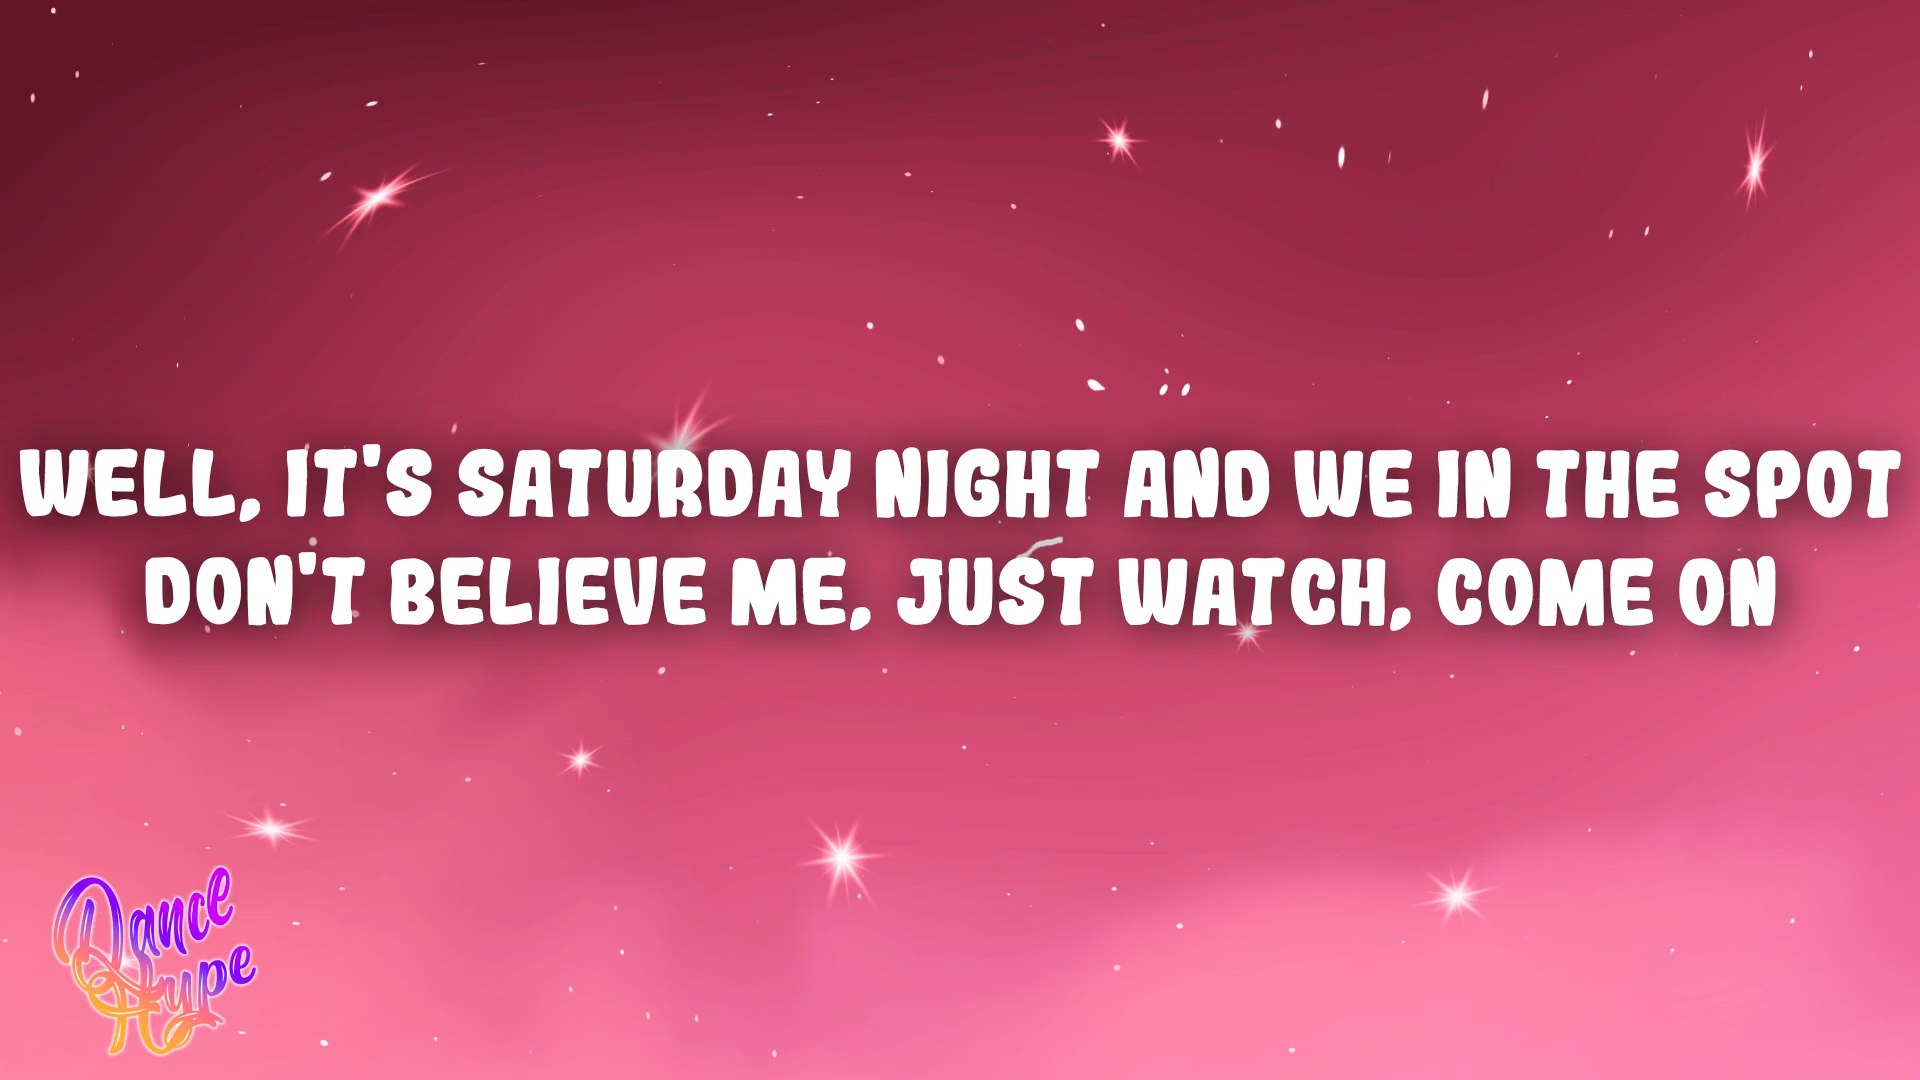 WELL, IT'S SATURDAY NIGHT AND WE IN THE SPOT
DON'T BELIEVE ME, JUST WATCH, COME ON
Dance
Hype